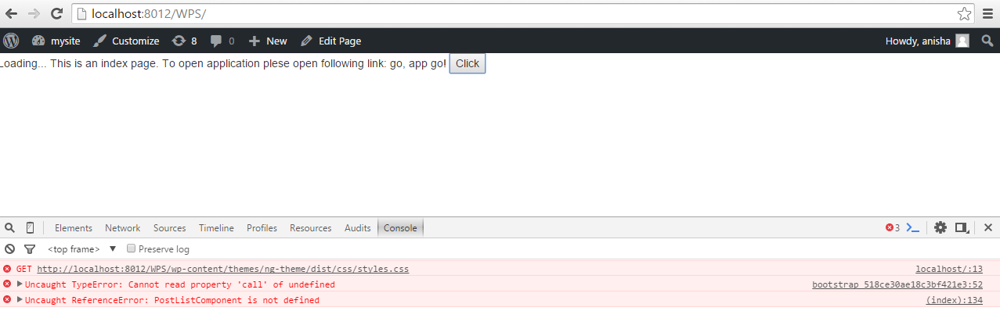 localhost:8012/WPS/
mysite Customize 8 0 New Edit Page Howdy, anisha
Loading... This is an index page. To open application plese open following link: go, app go! Click
Elements Network Sources Timeline Profiles Resources Audits Console 3
<top frame> Preserve log
GET http://localhost:8012/WPS/wp-content/themes/ng-theme/dist/css/styles.css localhost/:13
Uncaught TypeError: Cannot read property 'call' of undefined bootstrap 518ce30ae18c3bf421e3:52
Uncaught ReferenceError: PostListComponent is not defined (index):134